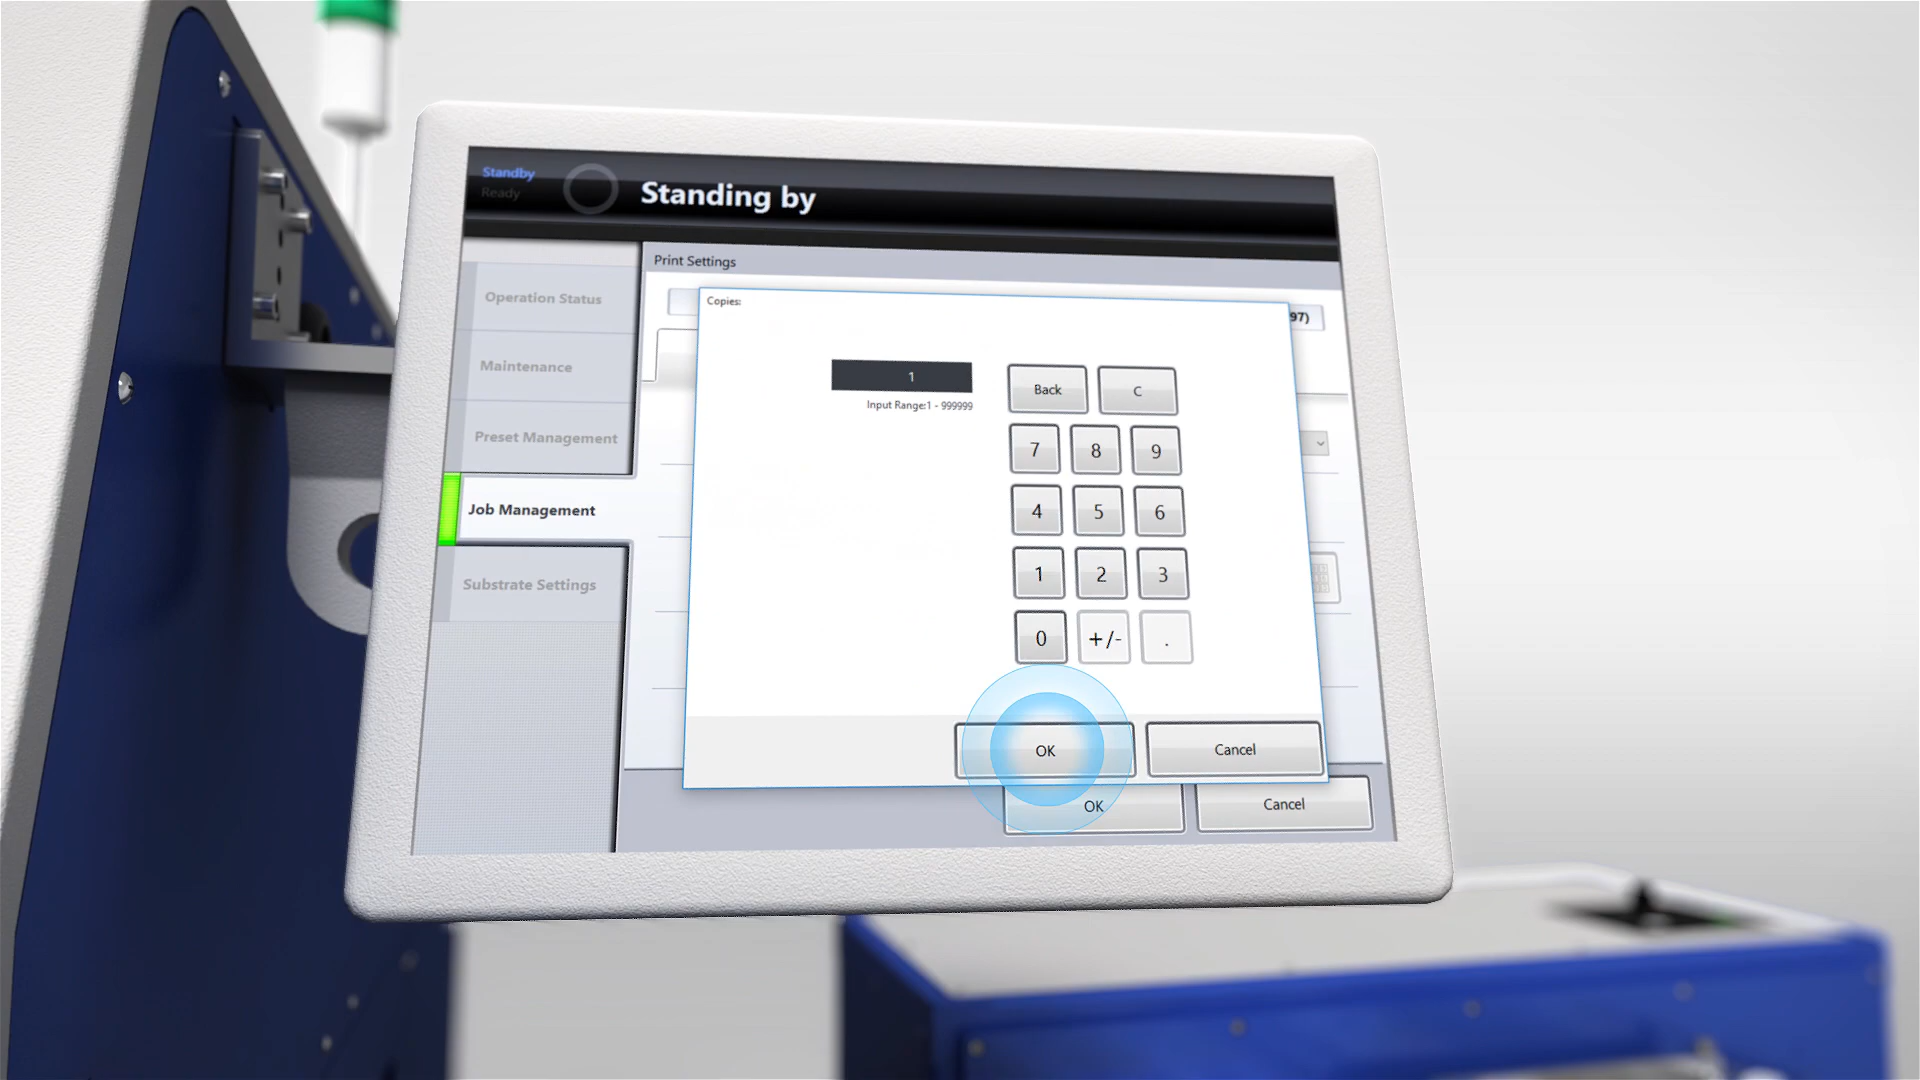 Standby
Ready
Standing by
Operation Status
Maintenance
Preset Management
Job Management
Substrate Settings
Print Settings
97)
Copies:
1
Input Range:1 - 999999
Back C
7 8 9
4 5 6
1 2 3
0 +/- .
OK Cancel
OK Cancel